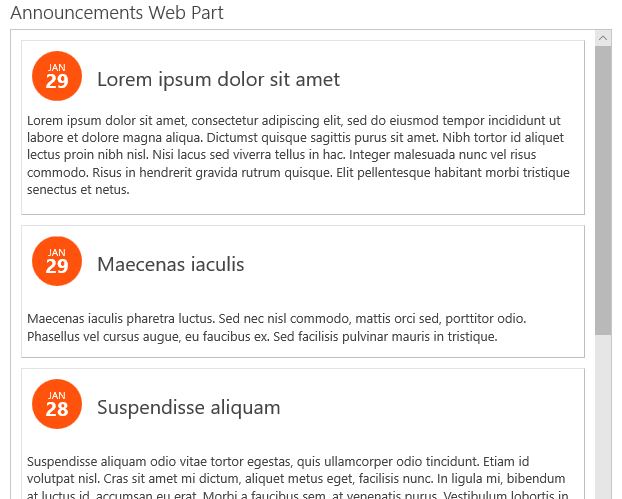 Announcements Web Part
JAN
29
Lorem ipsum dolor sit amet
Lorem ipsum dolor sit amet, consectetur adipiscing elit, sed do eiusmod tempor incididunt ut
labore et dolore magna aliqua. Dictumst quisque sagittis purus sit amet. Nibh tortor id aliquet
lectus proin nibh nisl. Nisi lacus sed viverra tellus in hac. Integer malesuada nunc vel risus
commodo. Risus in hendrerit gravida rutrum quisque. Elit pellentesque habitant morbi tristique
senectus et netus.
JAN
29
Maecenas iaculis
Maecenas iaculis pharetra luctus. Sed nec nisl commodo, mattis orci sed, porttitor odio.
Phasellus vel cursus augue, eu faucibus ex. Sed facilisis pulvinar mauris in tristique.
JAN
28
Suspendisse aliquam
Suspendisse aliquam odio vitae tortor egestas, quis ullamcorper odio tincidunt. Etiam id
volutpat nisl. Cras sit amet mi dictum, aliquet metus eget, facilisis nunc. In ligula mi, bibendum
at luctus id, accumsan eu erat. Morbi a faucibus sem, at venenatis purus. Vestibulum lobortis in